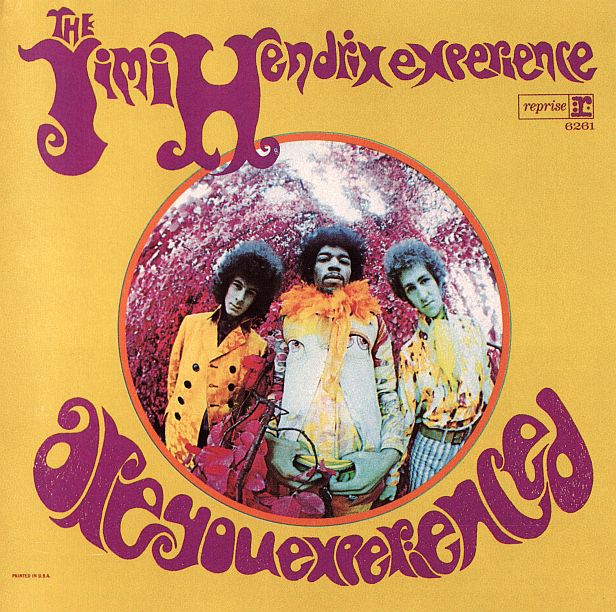 THE
JIMI HENDRIX EXPERIENCE
reprise r:
6261
are you experienced
PRINTED IN U.S.A.